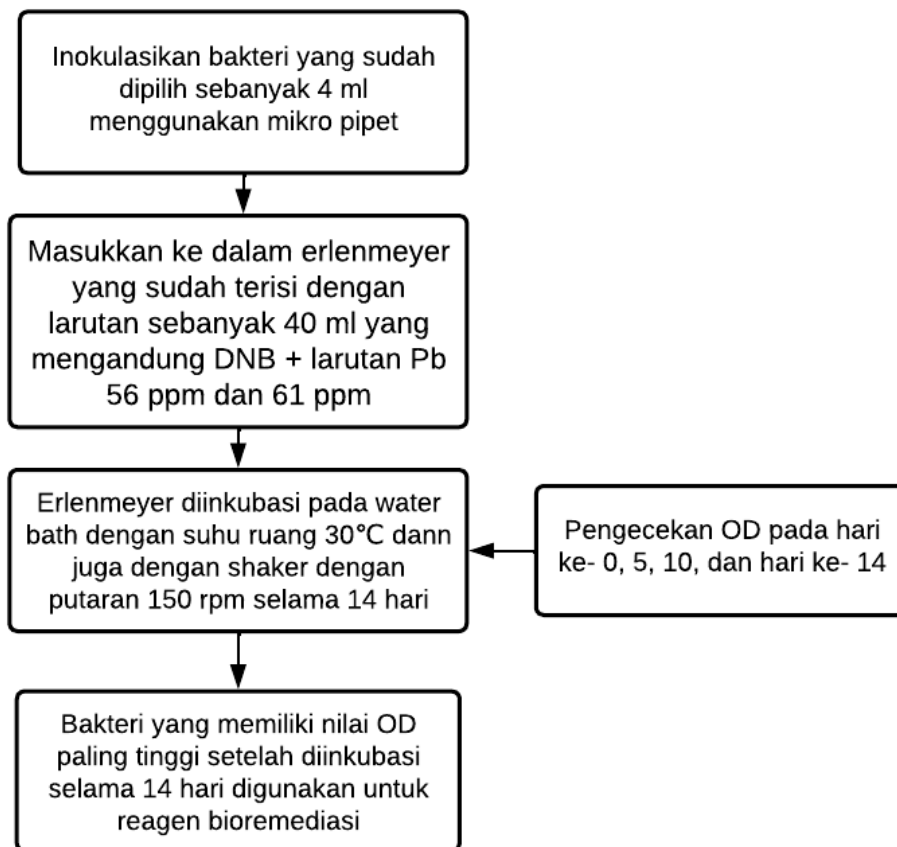 Inokulasikan bakteri yang sudah
dipilih sebanyak 4 ml
menggunakan mikro pipet
Masukkan ke dalam erlenmeyer
yang sudah terisi dengan
larutan sebanyak 40 ml yang
mengandung DNB + larutan Pb
56 ppm dan 61 ppm
Erlenmeyer diinkubasi pada water
bath dengan suhu ruang 30℃ dann
juga dengan shaker dengan
putaran 150 rpm selama 14 hari
Pengecekan OD pada hari
ke- 0, 5, 10, dan hari ke- 14
Bakteri yang memiliki nilai OD
paling tinggi setelah diinkubasi
selama 14 hari digunakan untuk
reagen bioremediasi